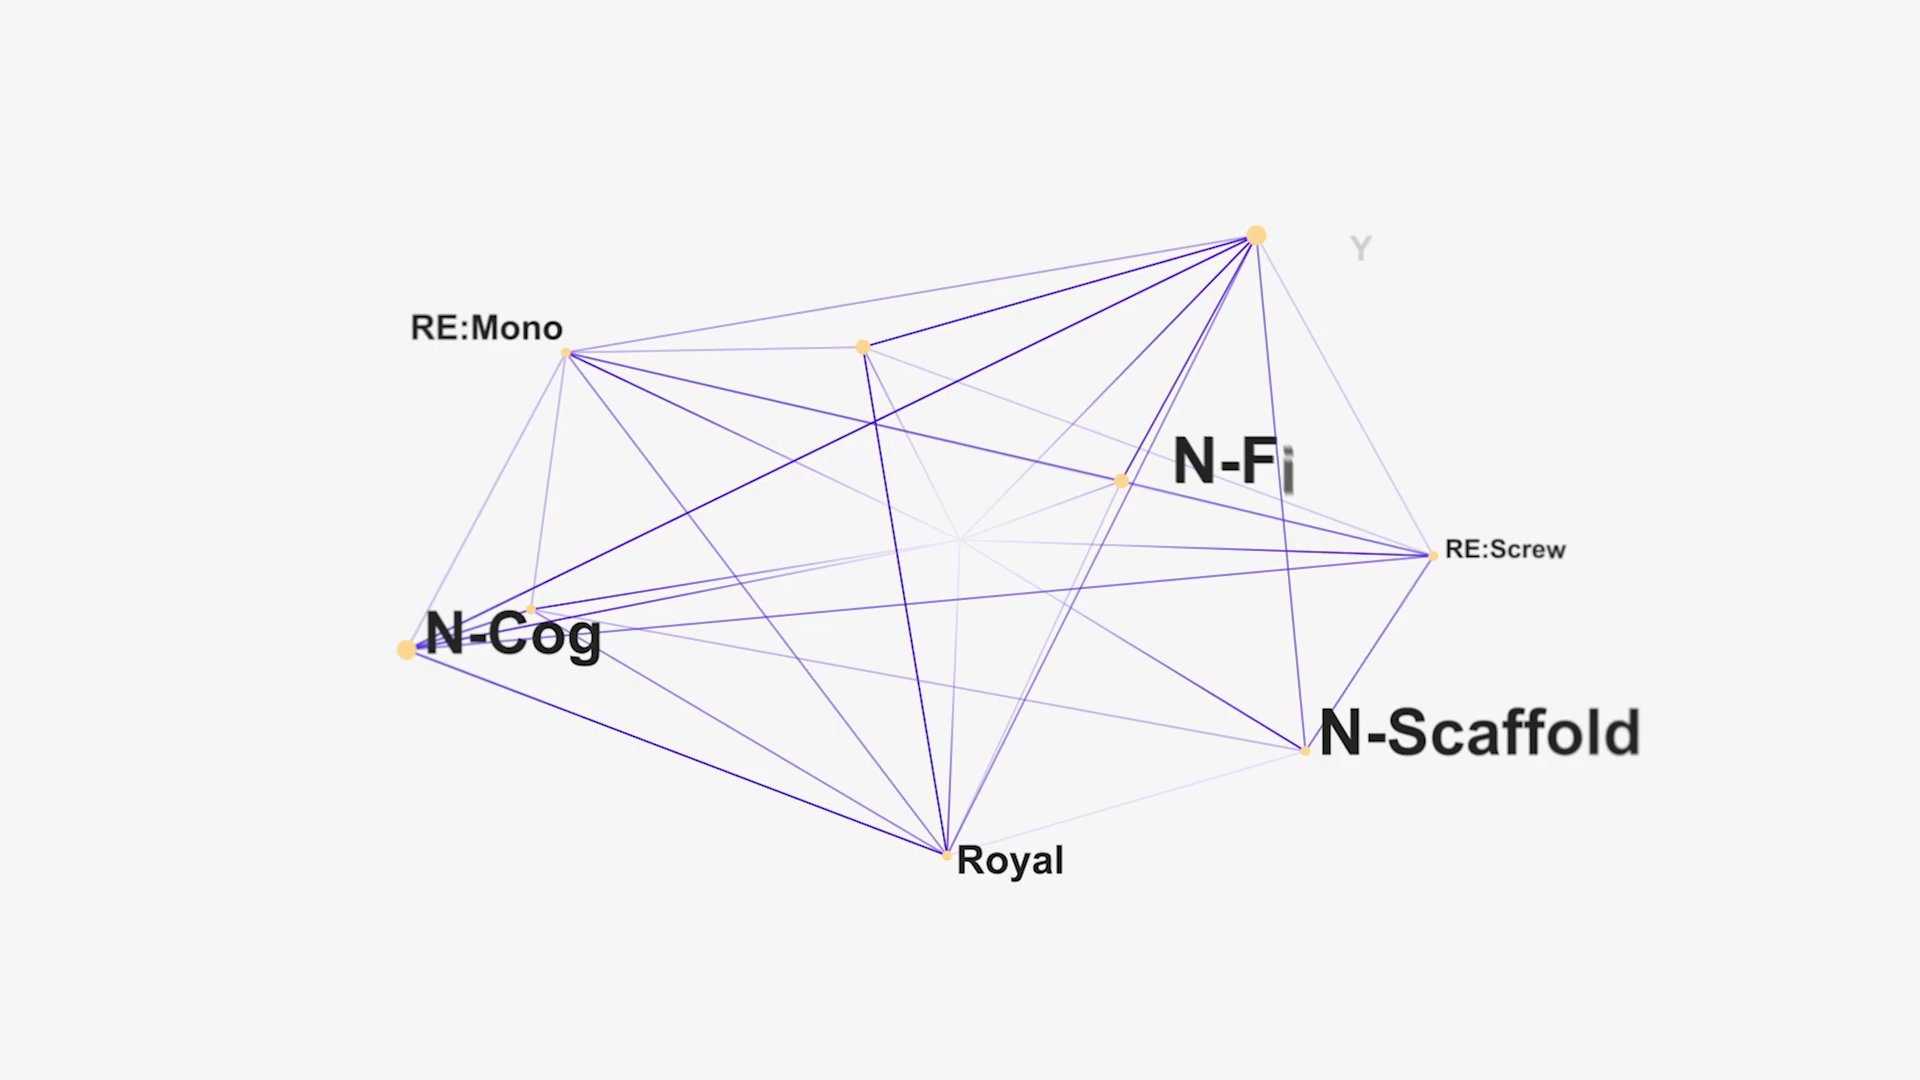 Y
RE:Mono
N-Fi
RE:Screw
N-Cog
N-Scaffold
Royal